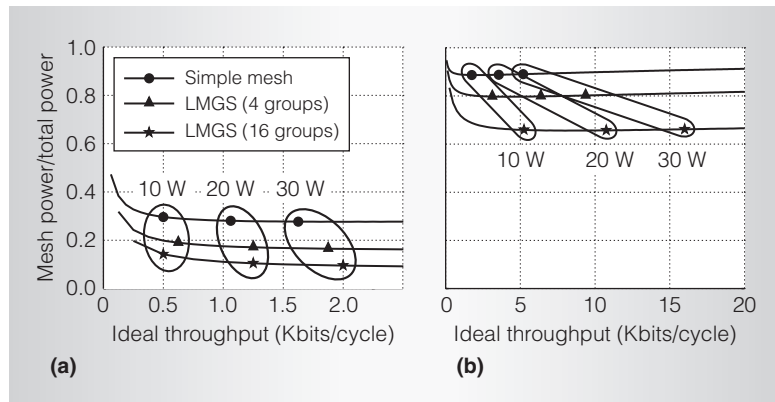 Mesh power/total power
1.0
0.8
0.6
0.4
0.2
0.0
Simple mesh
LMGS (4 groups)
LMGS (16 groups)
10 W 20 W 30 W
0 0.5 1.0 1.5 2.0
Ideal throughput (Kbits/cycle)
(a)
10 W 20 W 30 W
0 5 10 15 20
Ideal throughput (Kbits/cycle)
(b)